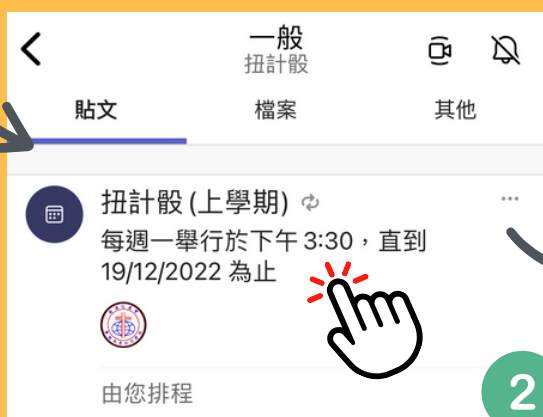 一般
扭計骰
貼文 檔案 其他
扭計骰 (上學期)
每週一舉行於下午 3:30，直到
19/12/2022 為止
由您排程
2